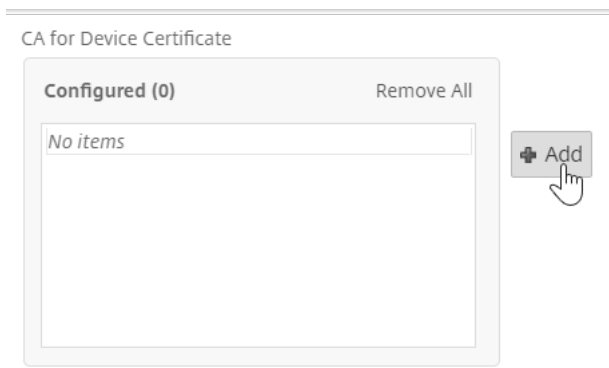 CA for Device Certificate
Configured (0) Remove All
No items
Add